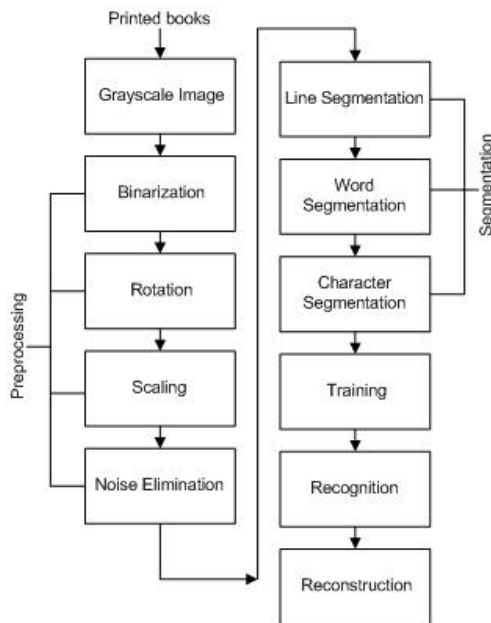 Printed books
Grayscale Image
Binarization
Rotation
Scaling
Noise Elimination
Preprocessing
Line Segmentation
Word
Segmentation
Character
Segmentation
Segmentation
Training
Recognition
Reconstruction